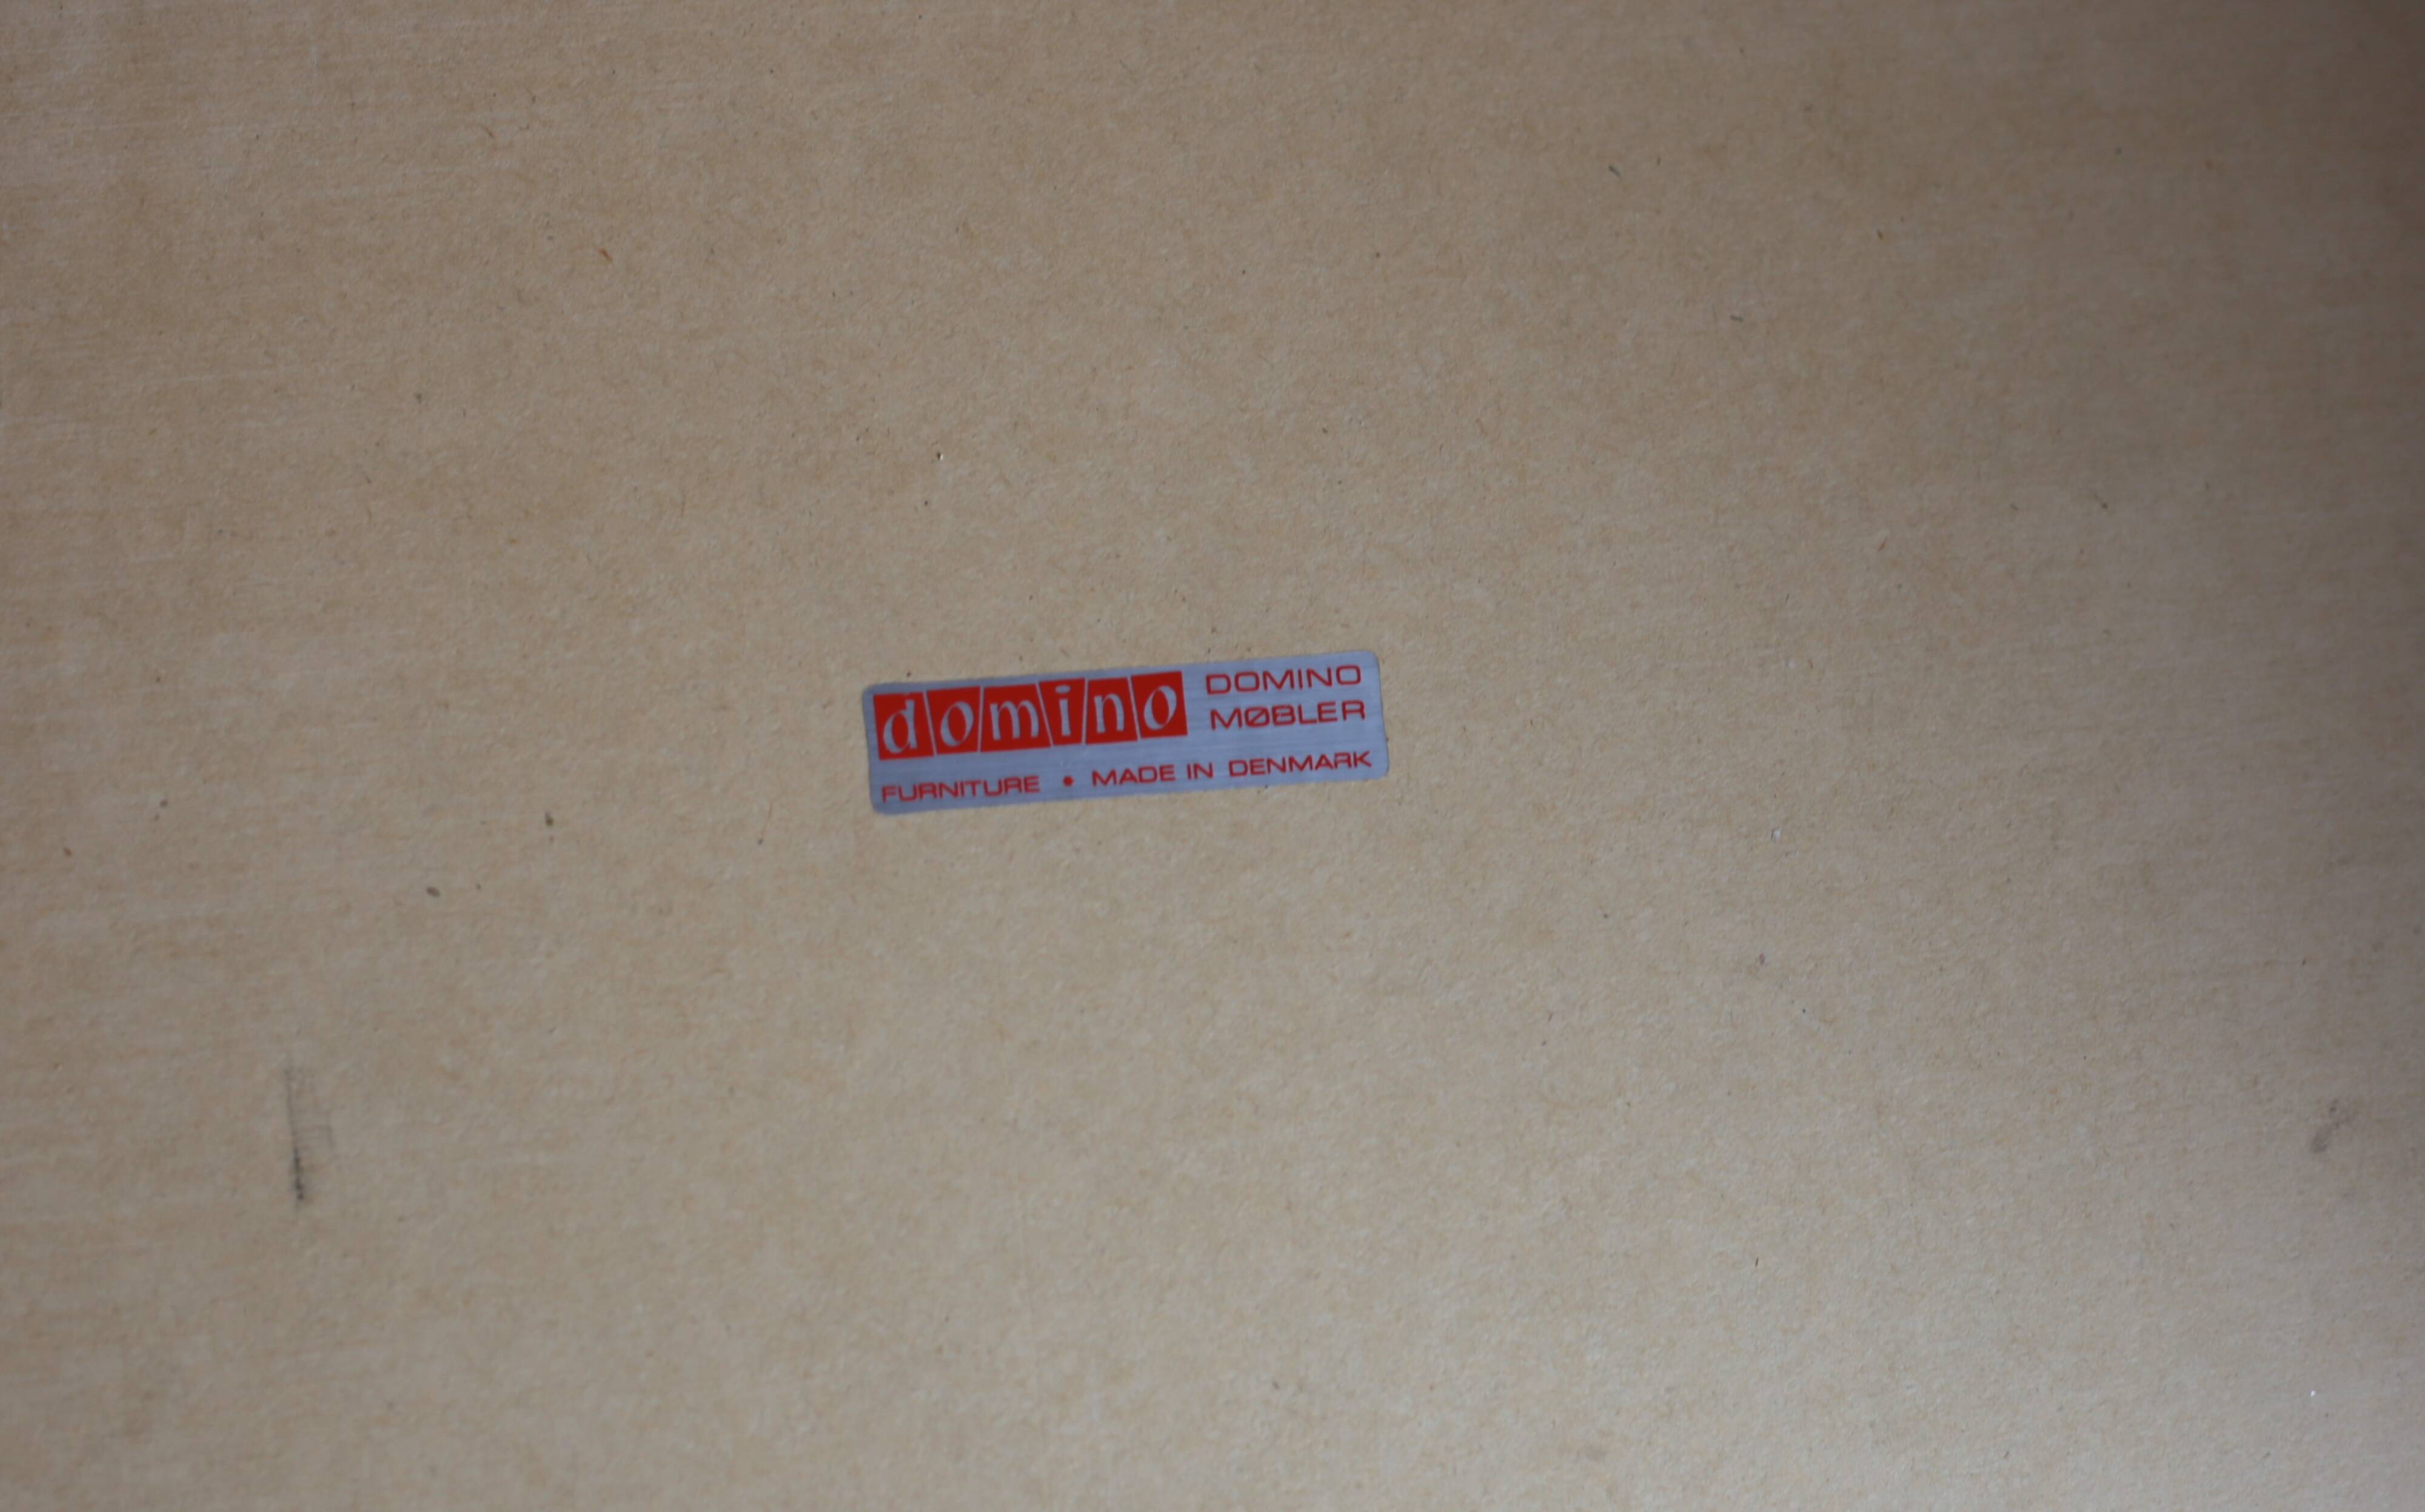 domino
DOMINO
MØBLER
FURNITURE • MADE IN DENMARK